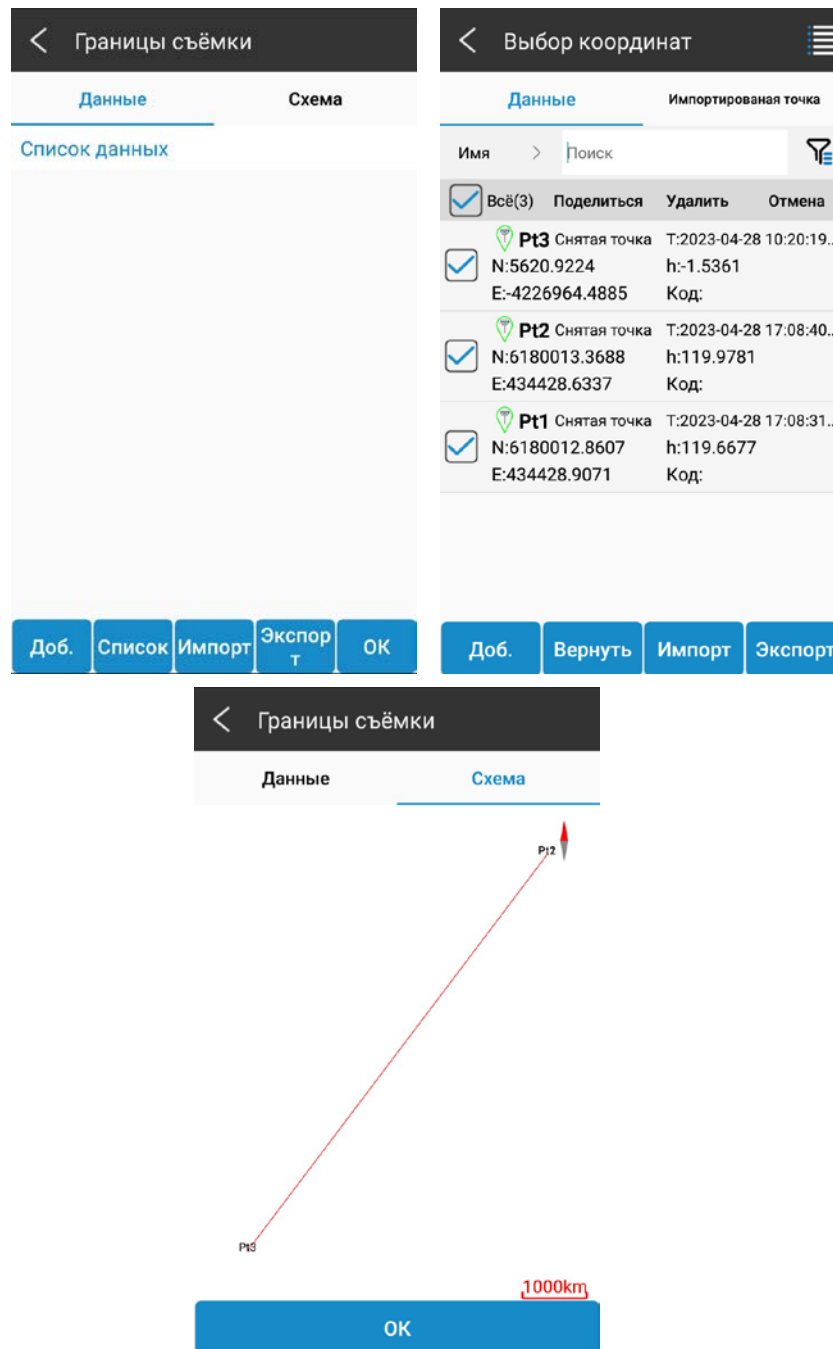 Границы съёмки
Данные Схема
Список данных
Доб. Список Импорт Экспор
т ОК
Выбор координат
Данные Импортированая точка
Имя > Поиск
Всё(3) Поделиться Удалить Отмена
Pt3 Снятая точка T:2023-04-28 10:20:19..
N:5620.9224 h:-1.5361
E:-4226964.4885 Код:
Pt2 Снятая точка T:2023-04-28 17:08:40..
N:6180013.3688 h:119.9781
E:434428.6337 Код:
Pt1 Снятая точка T:2023-04-28 17:08:31..
N:6180012.8607 h:119.6677
E:434428.9071 Код:
Доб. Вернуть Импорт Экспорт
Границы съёмки
Данные Схема
Pt2
Pt3
1000km
ОК